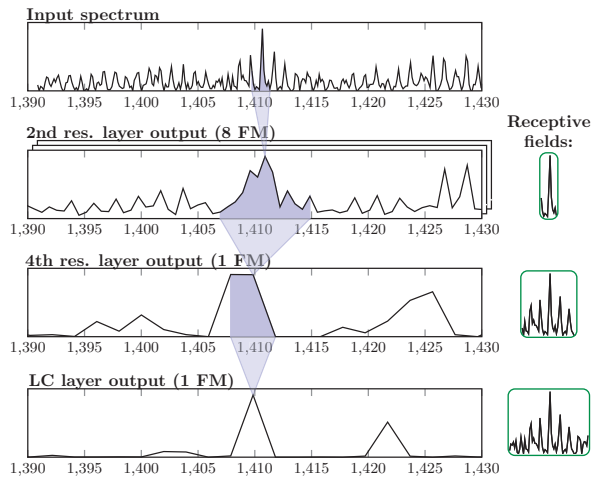 Input spectrum
1,390 1,395 1,400 1,405 1,410 1,415 1,420 1,425 1,430
2nd res. layer output (8 FM)
Receptive
fields:
1,390 1,395 1,400 1,405 1,410 1,415 1,420 1,425 1,430
4th res. layer output (1 FM)
1,390 1,395 1,400 1,405 1,410 1,415 1,420 1,425 1,430
LC layer output (1 FM)
1,390 1,395 1,400 1,405 1,410 1,415 1,420 1,425 1,430